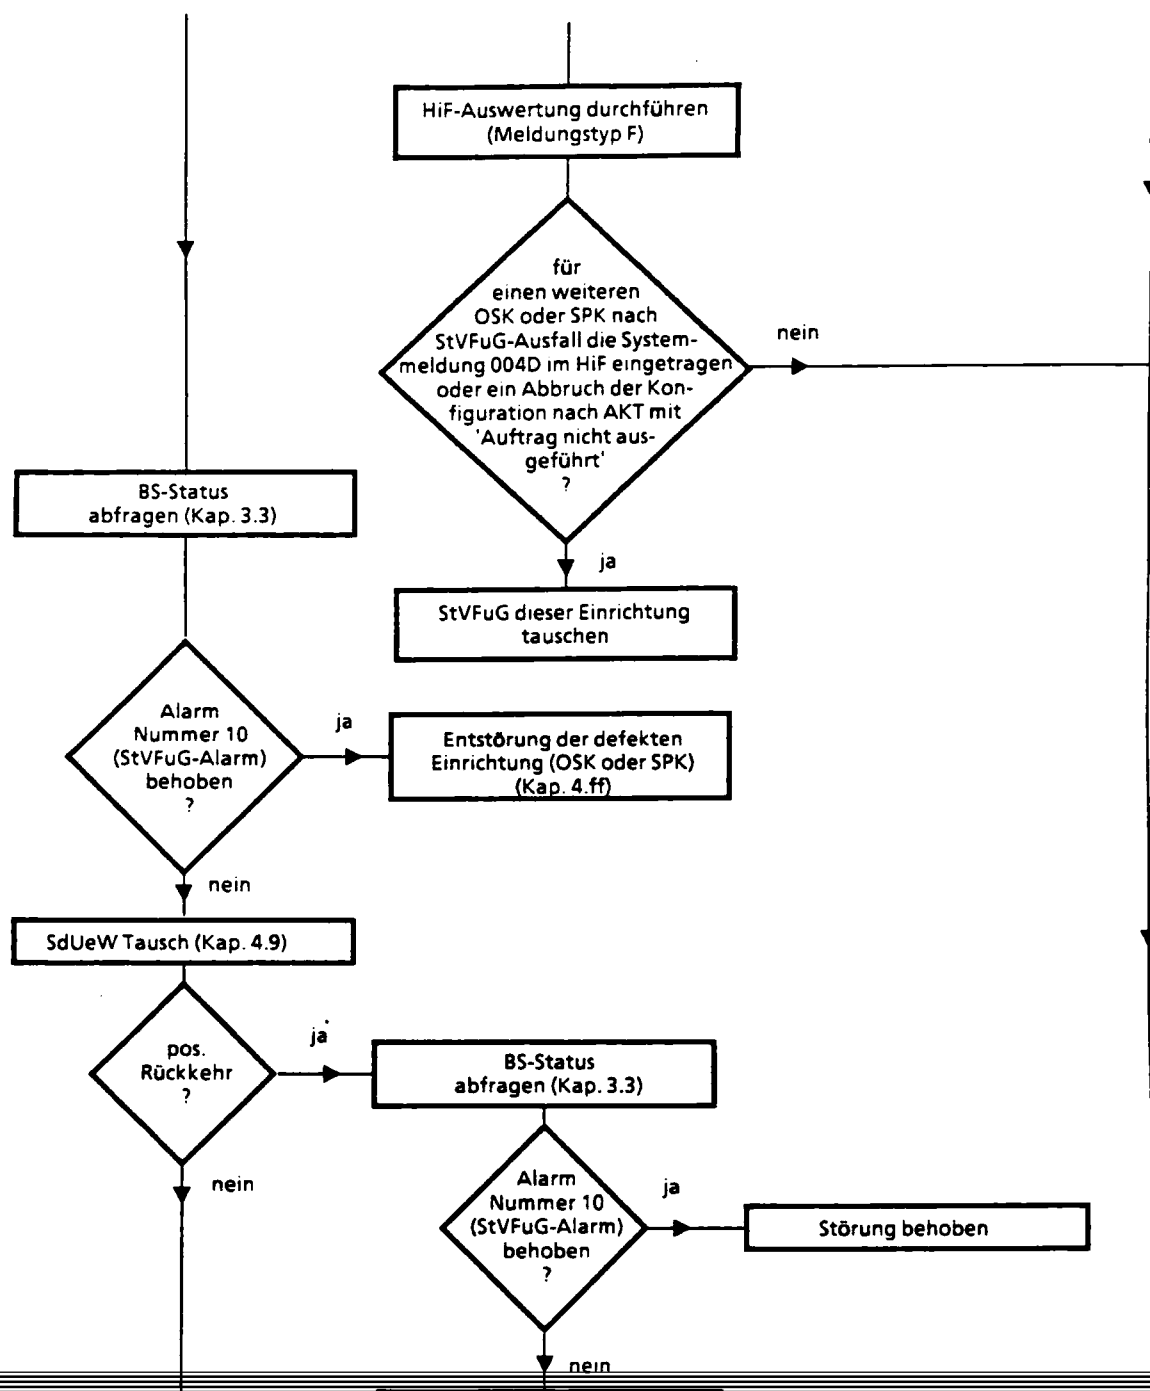 HiF-Auswertung durchführen
(Meldungstyp F)
für
einen weiteren
OSK oder SPK nach
StVFuG-Ausfall die System-
meldung 004D im HiF eingetragen
oder ein Abbruch der Kon-
figuration nach AKT mit
'Auftrag nicht aus-
geführt'
?
nein
ja
StVFuG dieser Einrichtung
tauschen
BS-Status
abfragen (Kap. 3.3)
Alarm
Nummer 10
(StVFuG-Alarm)
behoben
?
ja
Entstörung der defekten
Einrichtung (OSK oder SPK)
(Kap. 4.ff)
nein
SdUeW Tausch (Kap. 4.9)
pos.
Rückkehr
?
ja
BS-Status
abfragen (Kap. 3.3)
nein
Alarm
Nummer 10
(StVFuG-Alarm)
behoben
?
ja
Störung behoben
nein